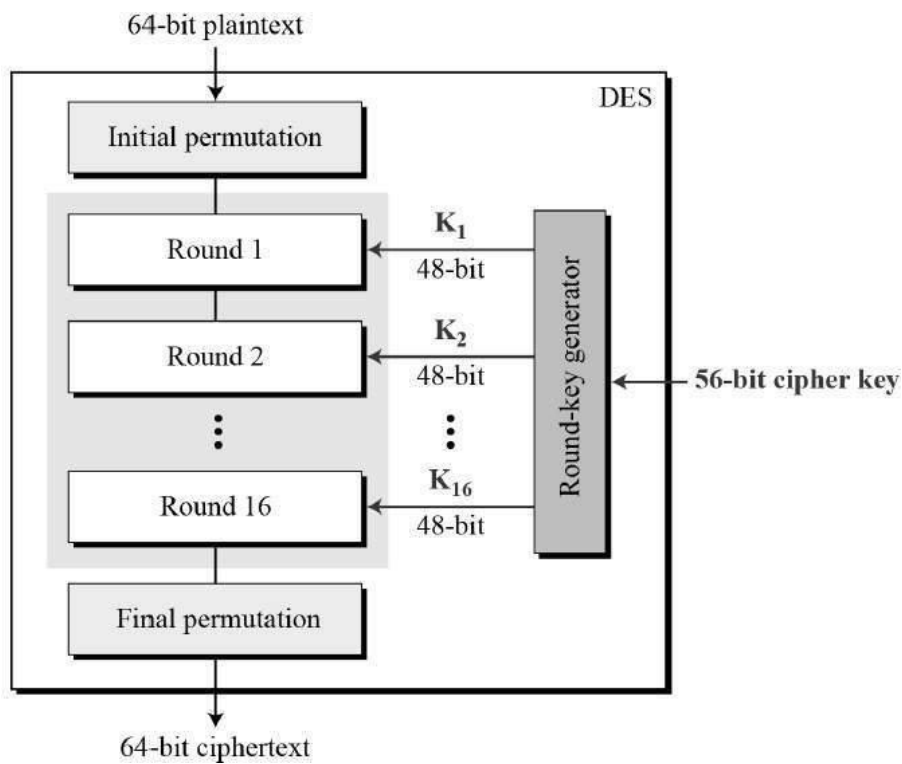 64-bit plaintext
DES
Initial permutation
Round 1
K1
48-bit
Round 2
K2
48-bit
Round-key generator
56-bit cipher key
Round 16
K16
48-bit
Final permutation
64-bit ciphertext